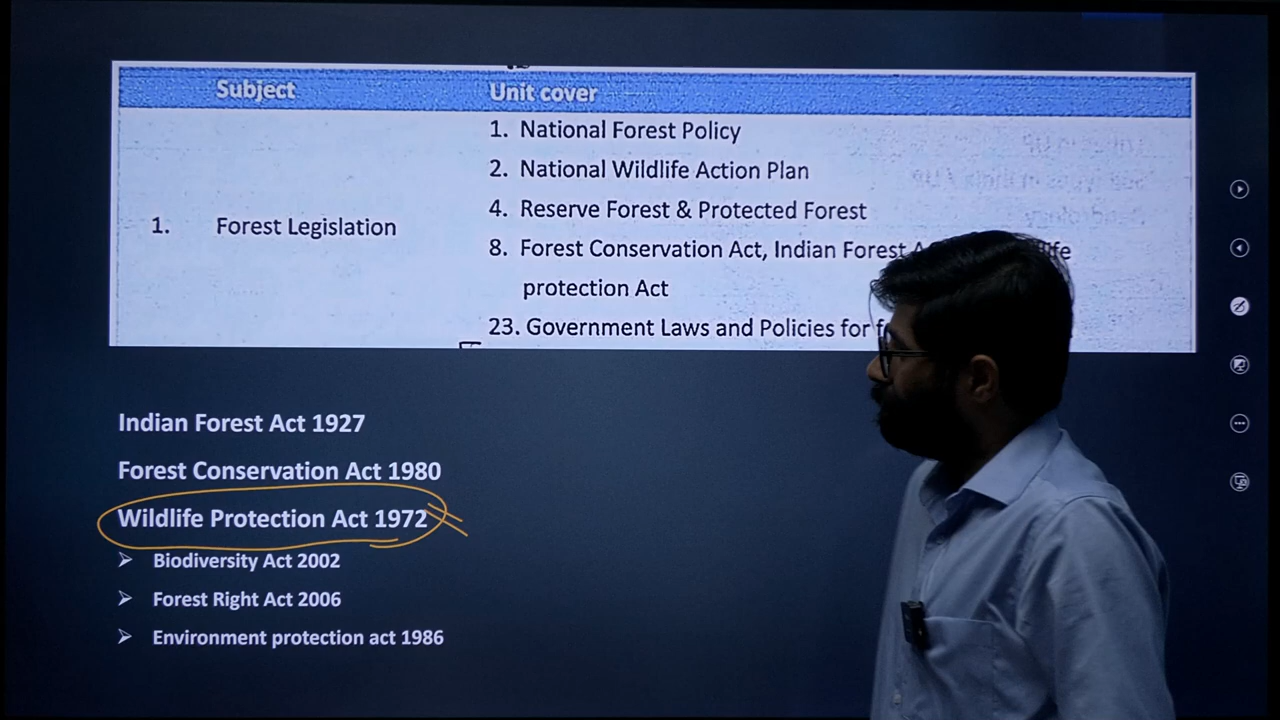 Subject Unit cover
1. National Forest Policy
2. National Wildlife Action Plan
1. Forest Legislation 4. Reserve Forest & Protected Forest
8. Forest Conservation Act, Indian Forest
protection Act
23. Government Laws and Policies for
Indian Forest Act 1927
Forest Conservation Act 1980
Wildlife Protection Act 1972
➢ Biodiversity Act 2002
➢ Forest Right Act 2006
➢ Environment protection act 1986